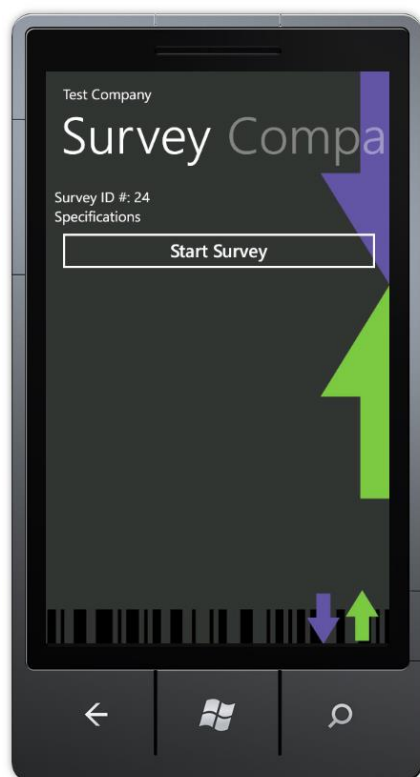 Test Company
Survey Compa
Survey ID #: 24
Specifications
Start Survey